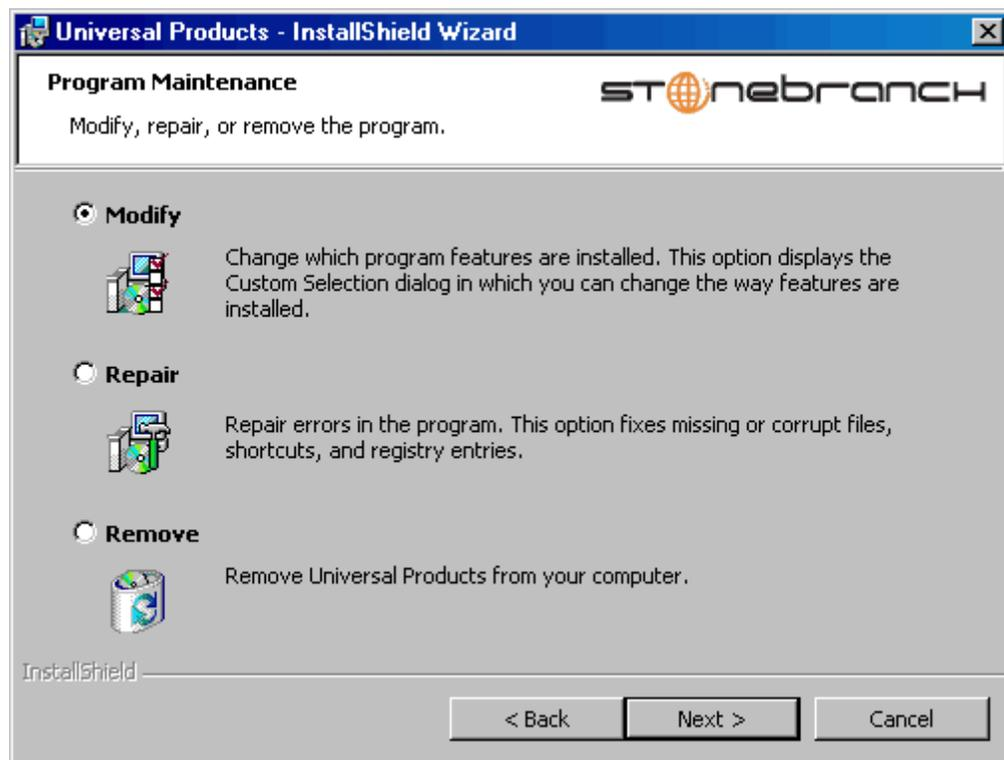 Universal Products - InstallShield Wizard
Program Maintenance
stonebranch
Modify, repair, or remove the program.
Modify
Change which program features are installed. This option displays the
Custom Selection dialog in which you can change the way features are
installed.
Repair
Repair errors in the program. This option fixes missing or corrupt files,
shortcuts, and registry entries.
Remove
Remove Universal Products from your computer.
InstallShield
< Back
Next >
Cancel